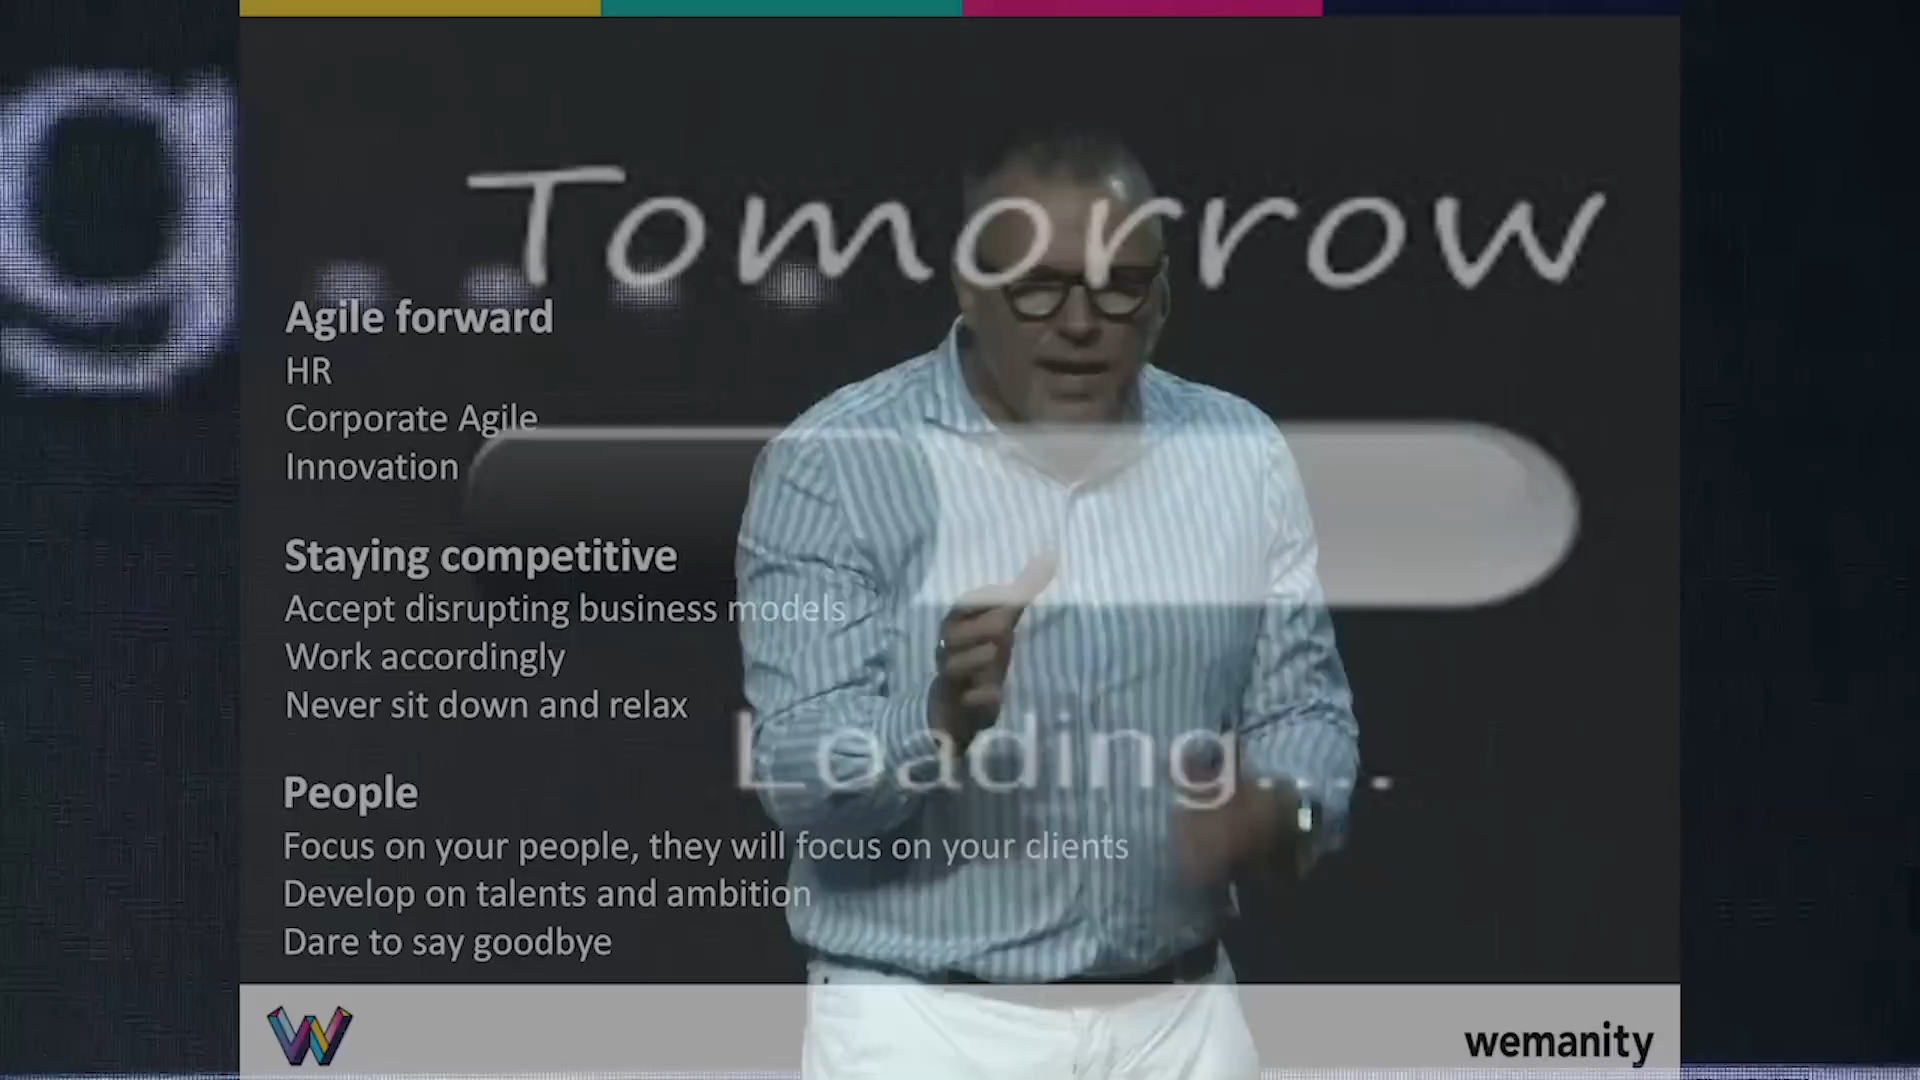 Tomorrow
Agile forward
HR
Corporate Agile
Innovation
Staying competitive
Accept disrupting business models
Work accordingly
Never sit down and relax
Loading....
People
Focus on your people, they will focus on your clients
Develop on talents and ambition
Dare to say goodbye
wemanity
g....